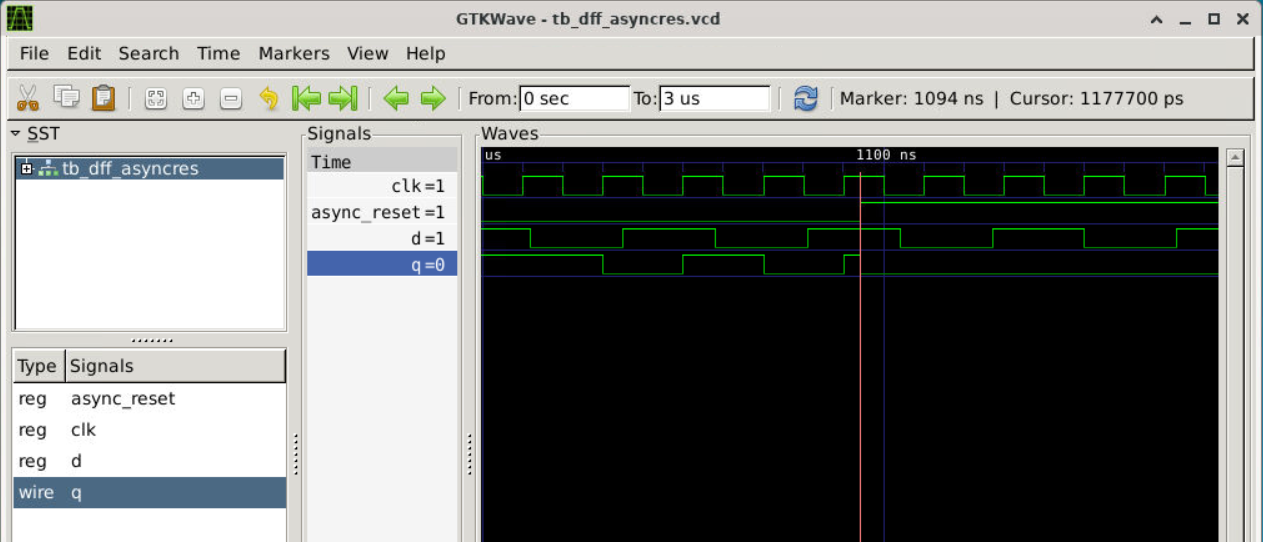 GTKWave - tb_dff_asyncres.vcd
File Edit Search Time Markers View Help
From: 0 sec To: 3 us Marker: 1094 ns | Cursor: 1177700 ps
SST
tb_dff_asyncres
Type Signals
reg async_reset
reg clk
reg d
wire q
Signals
Time
clk =1
async_reset =1
d =1
q =0
Waves
us 1100 ns